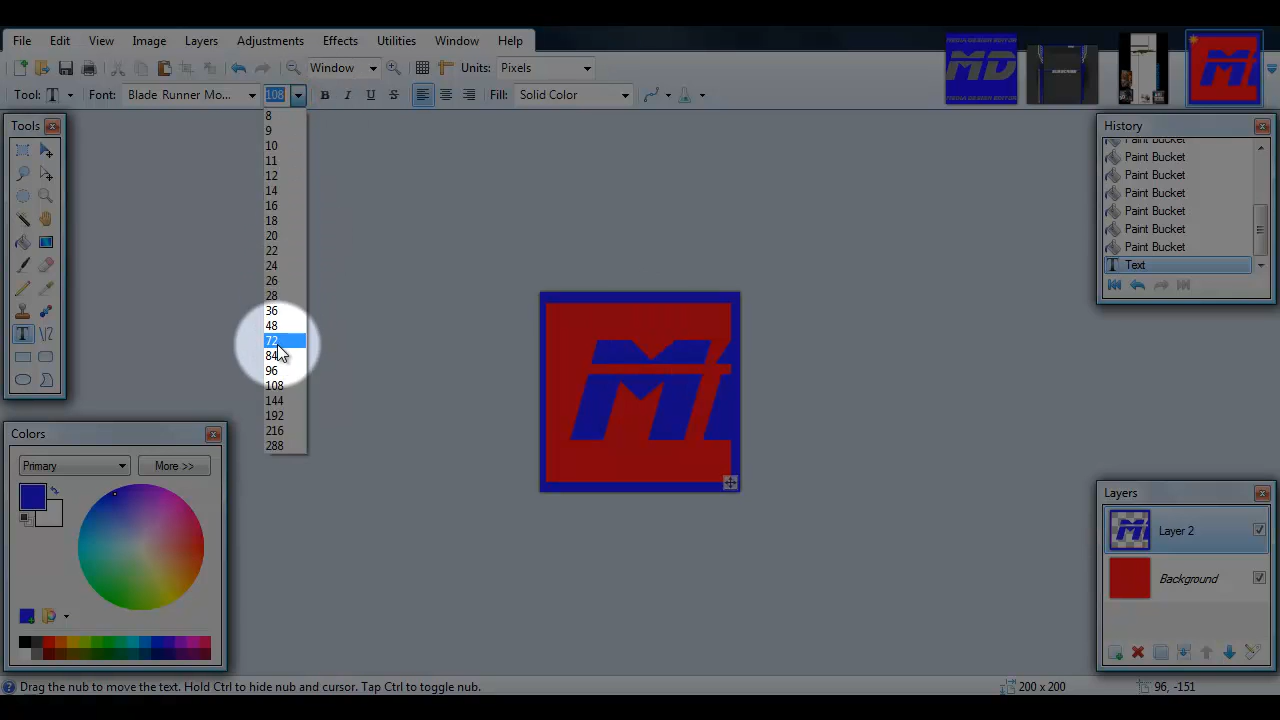 File Edit View Image Layers Adjustments Effects Utilities Window Help
Window Units: Pixels
Tool: T Font: Blade Runner Mo... 108 B I U S Fill: Solid Color
MD
SUBSCRIBE
M
Tools
8
9
10
11
12
14
16
18
20
22
24
26
28
36
48
72
84
96
108
144
192
216
288
M
History
Paint Bucket
Paint Bucket
Paint Bucket
Paint Bucket
Paint Bucket
Paint Bucket
Paint Bucket
Text
Colors
Primary More >>
Layers
Layer 2
Background
Drag the nub to move the text. Hold Ctrl to hide nub and cursor. Tap Ctrl to toggle nub. 200 x 200 96, -151